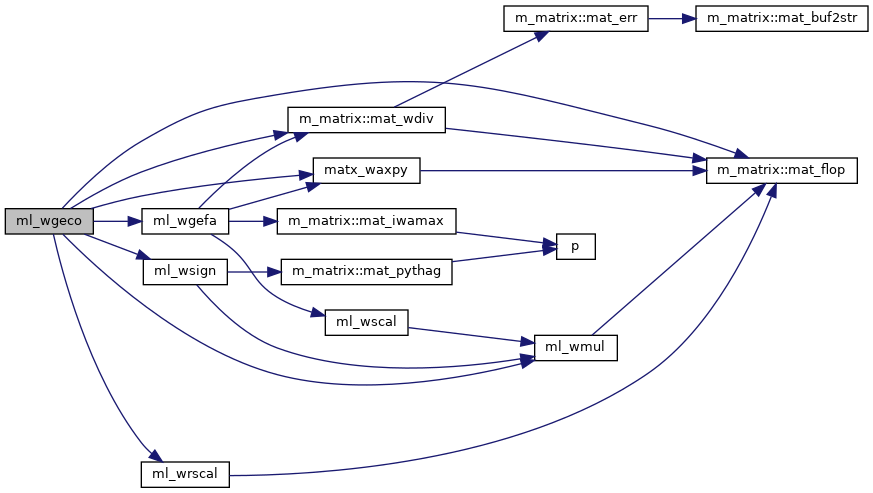 m_matrix::mat_err
m_matrix::mat_buf2str
m_matrix::mat_wdiv
matx_waxpy
m_matrix::mat_flop
ml_wgeco
ml_wgefa
m_matrix::mat_iwamax
p
ml_wsign
m_matrix::mat_pythag
ml_wscal
ml_wmul
ml_wrscal